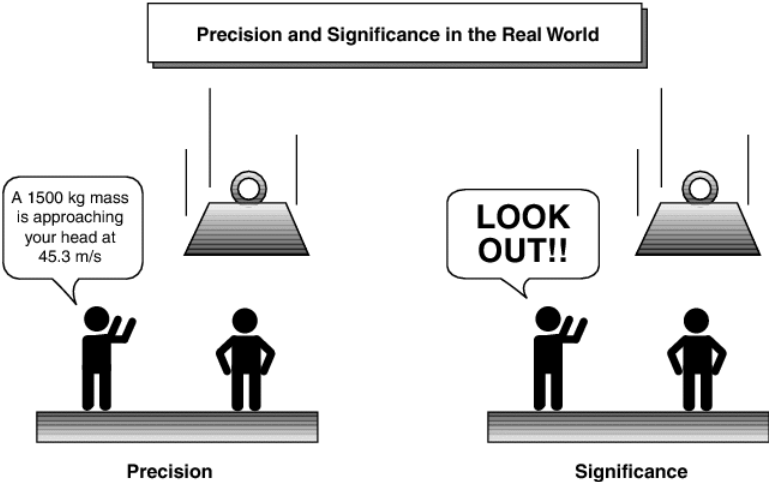 Precision and Significance in the Real World
A 1500 kg mass
is approaching
your head at
45.3 m/s
LOOK
OUT!!
Precision
Significance